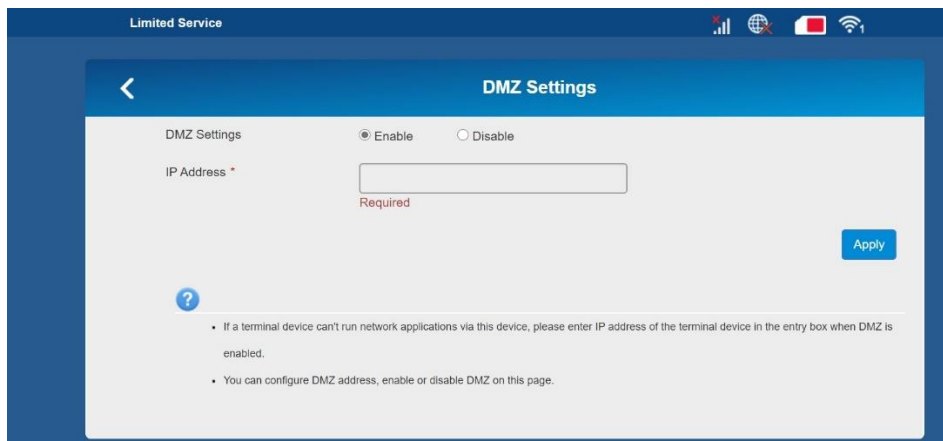 Limited Service
1
DMZ Settings
DMZ Settings Enable Disable
IP Address *
Required
Apply
?
• If a terminal device can't run network applications via this device, please enter IP address of the terminal device in the entry box when DMZ is
enabled.
• You can configure DMZ address, enable or disable DMZ on this page.